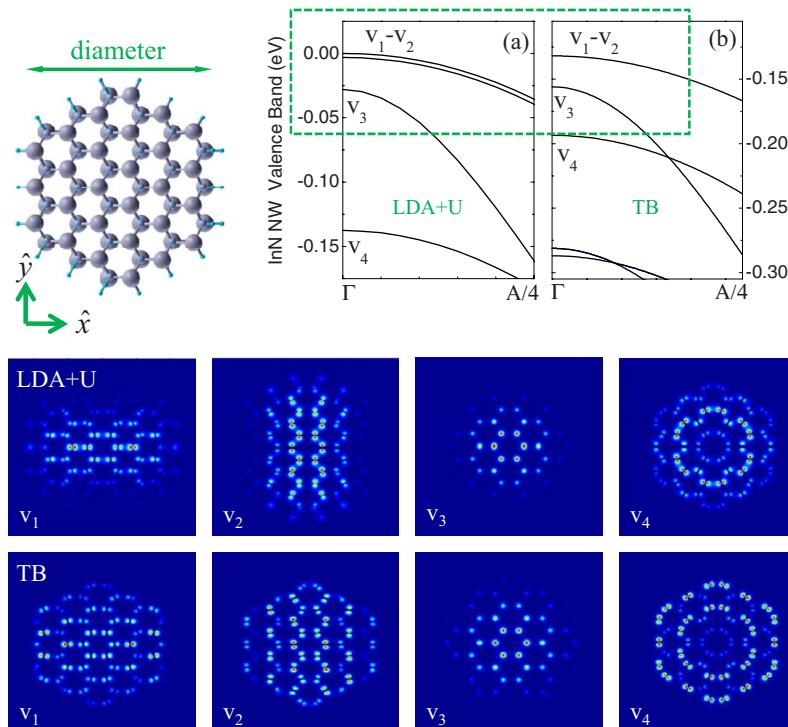 diameter
ŷ
x̂
InN NW Valence Band (eV)
0.00
-0.05
-0.10
-0.15
v₁-v₂
(a)
v₃
LDA+U
v₄
Γ
A/4
v₁-v₂
(b)
v₃
v₄
TB
Γ
A/4
-0.15
-0.20
-0.25
-0.30
LDA+U
v₁
v₂
v₃
v₄
TB
v₁
v₂
v₃
v₄